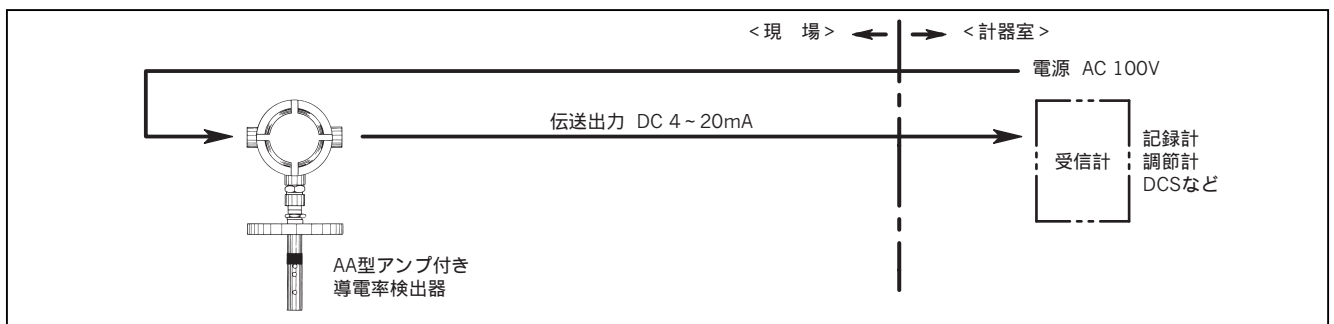 <現　場>
<計器室>
電源 AC 100V
伝送出力 DC 4~20mA
受信計
記録計
調節計
DCSなど
AA型アンプ付き
導電率検出器